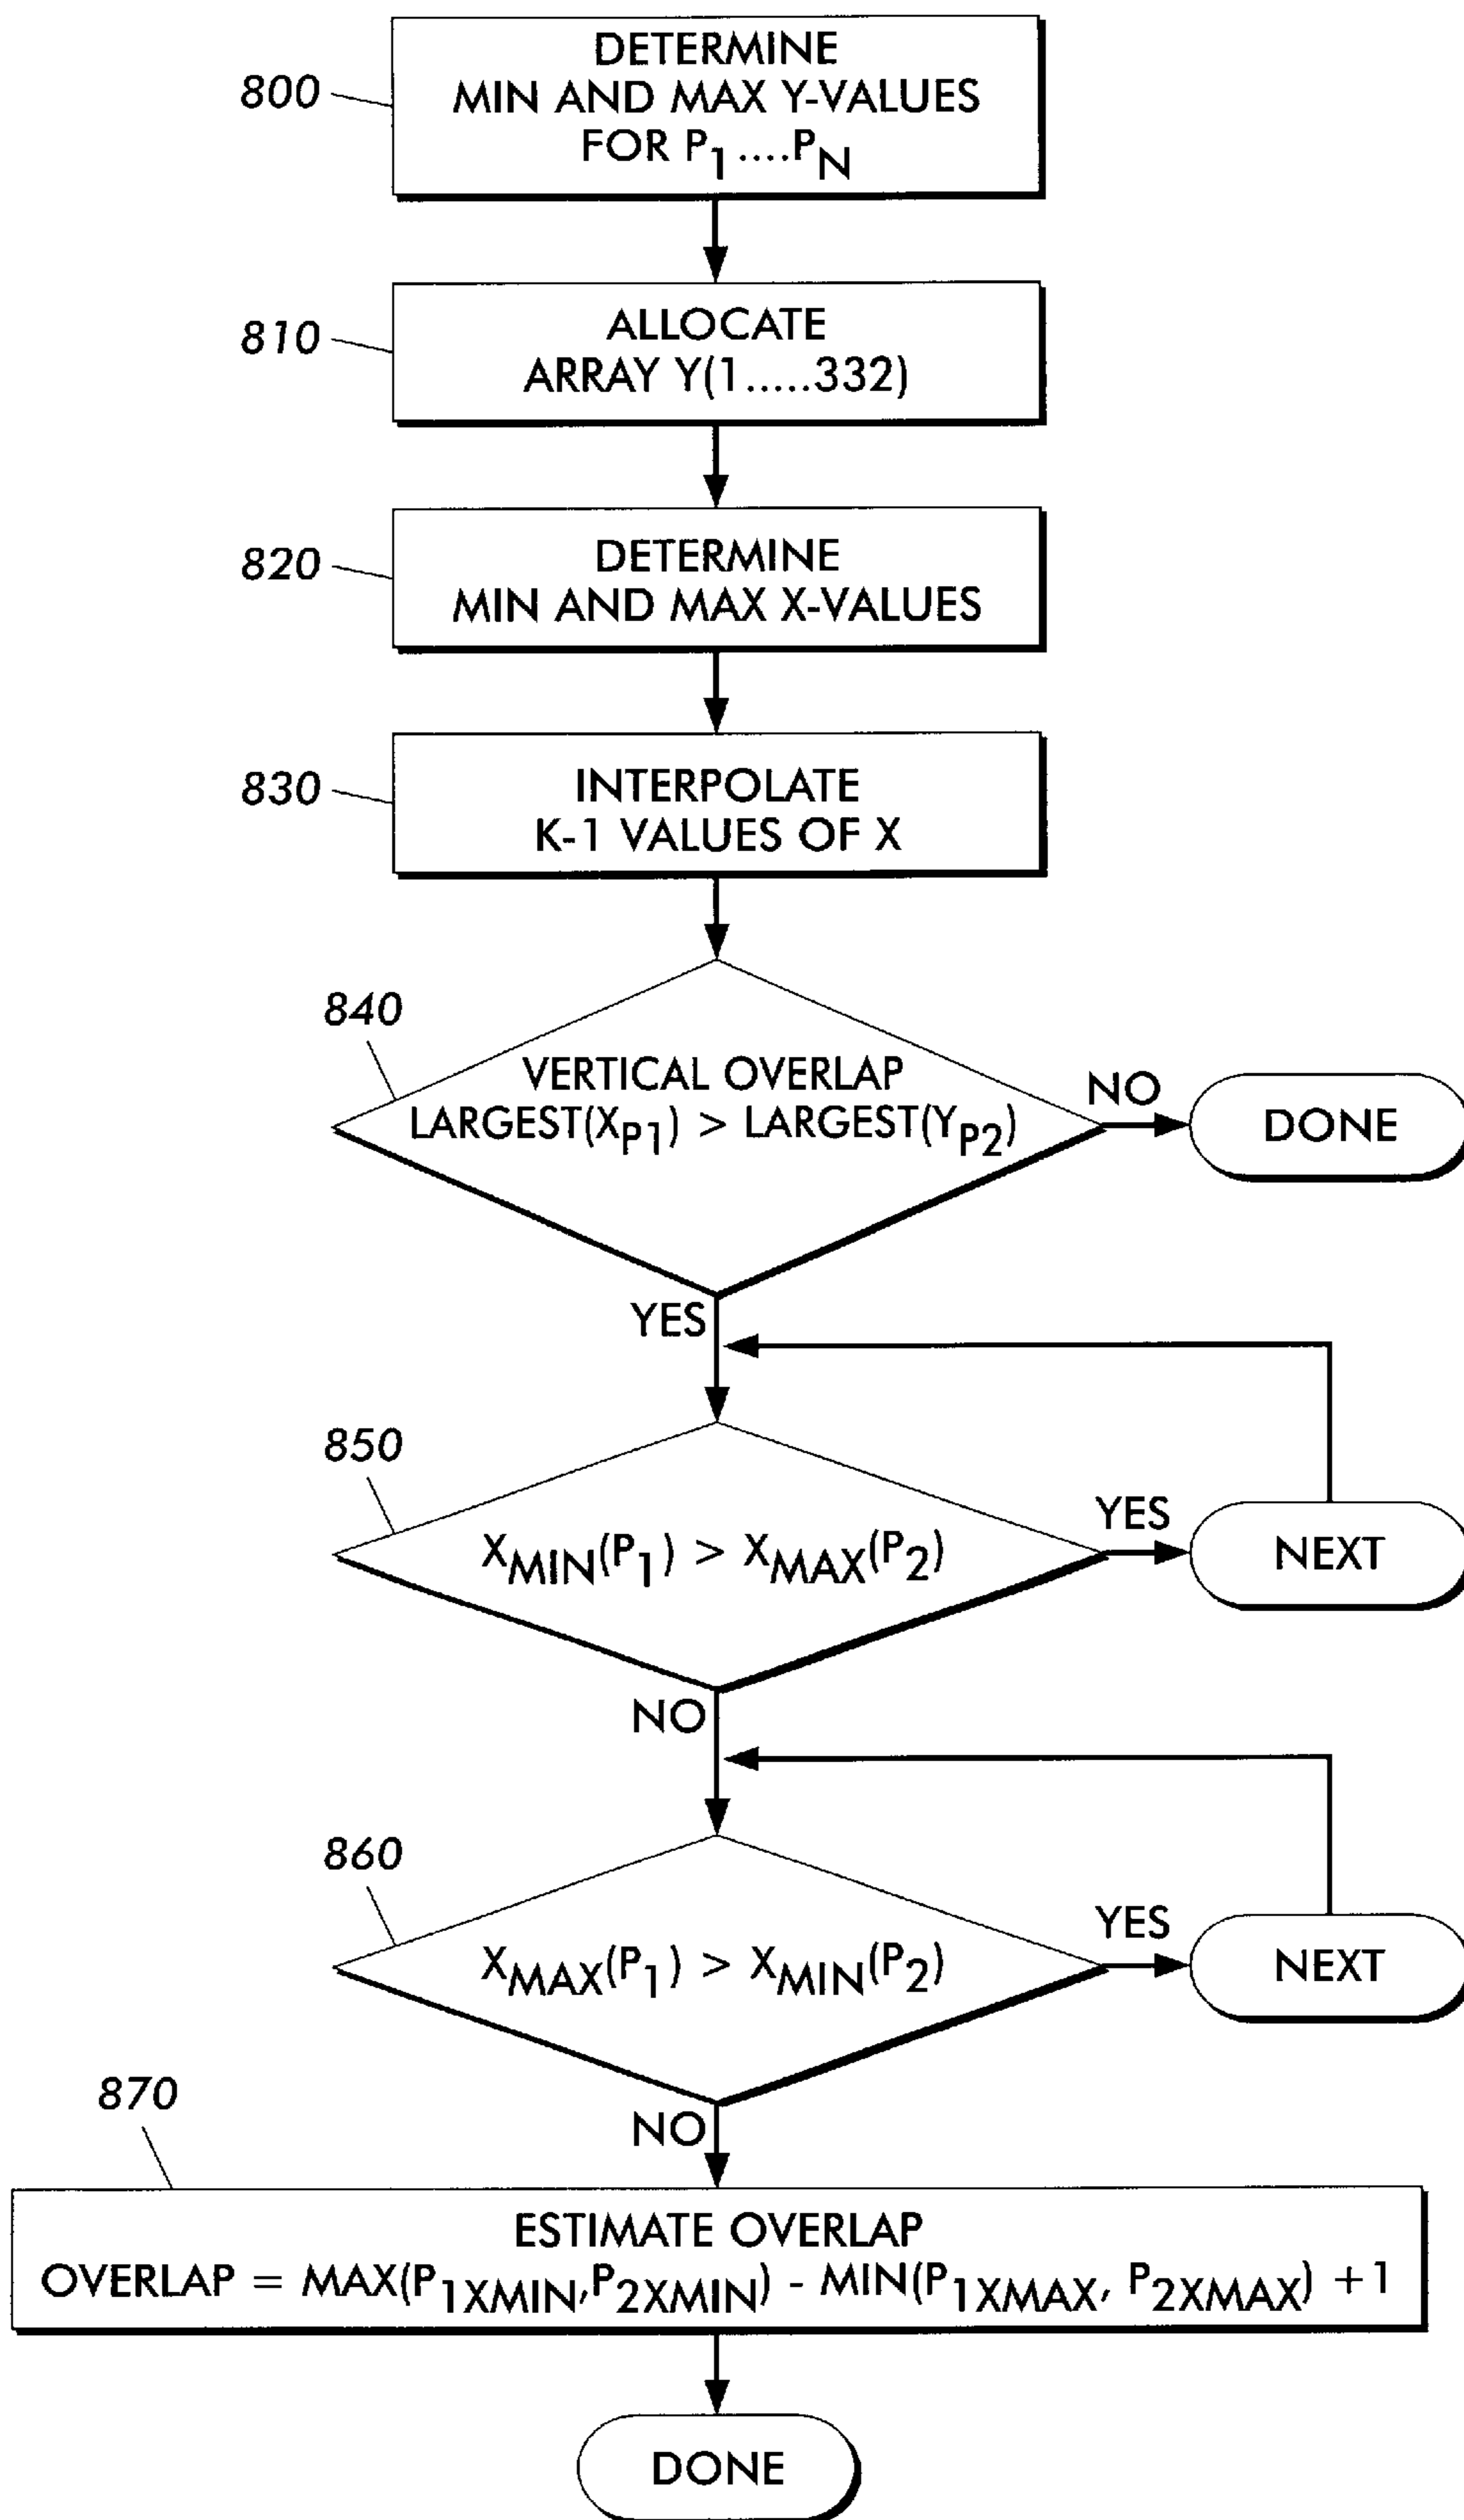 800
DETERMINE
MIN AND MAX Y-VALUES
FOR P1....PN
810
ALLOCATE
ARRAY Y(1.....332)
820
DETERMINE
MIN AND MAX X-VALUES
830
INTERPOLATE
K-1 VALUES OF X
840
VERTICAL OVERLAP
LARGEST(XP1) > LARGEST(YP2)
NO
DONE
YES
850
XMIN(P1) > XMAX(P2)
YES
NEXT
NO
860
XMAX(P1) > XMIN(P2)
YES
NEXT
NO
870
ESTIMATE OVERLAP
OVERLAP = MAX(P1XMIN,P2XMIN) - MIN(P1XMAX, P2XMAX) +1
DONE